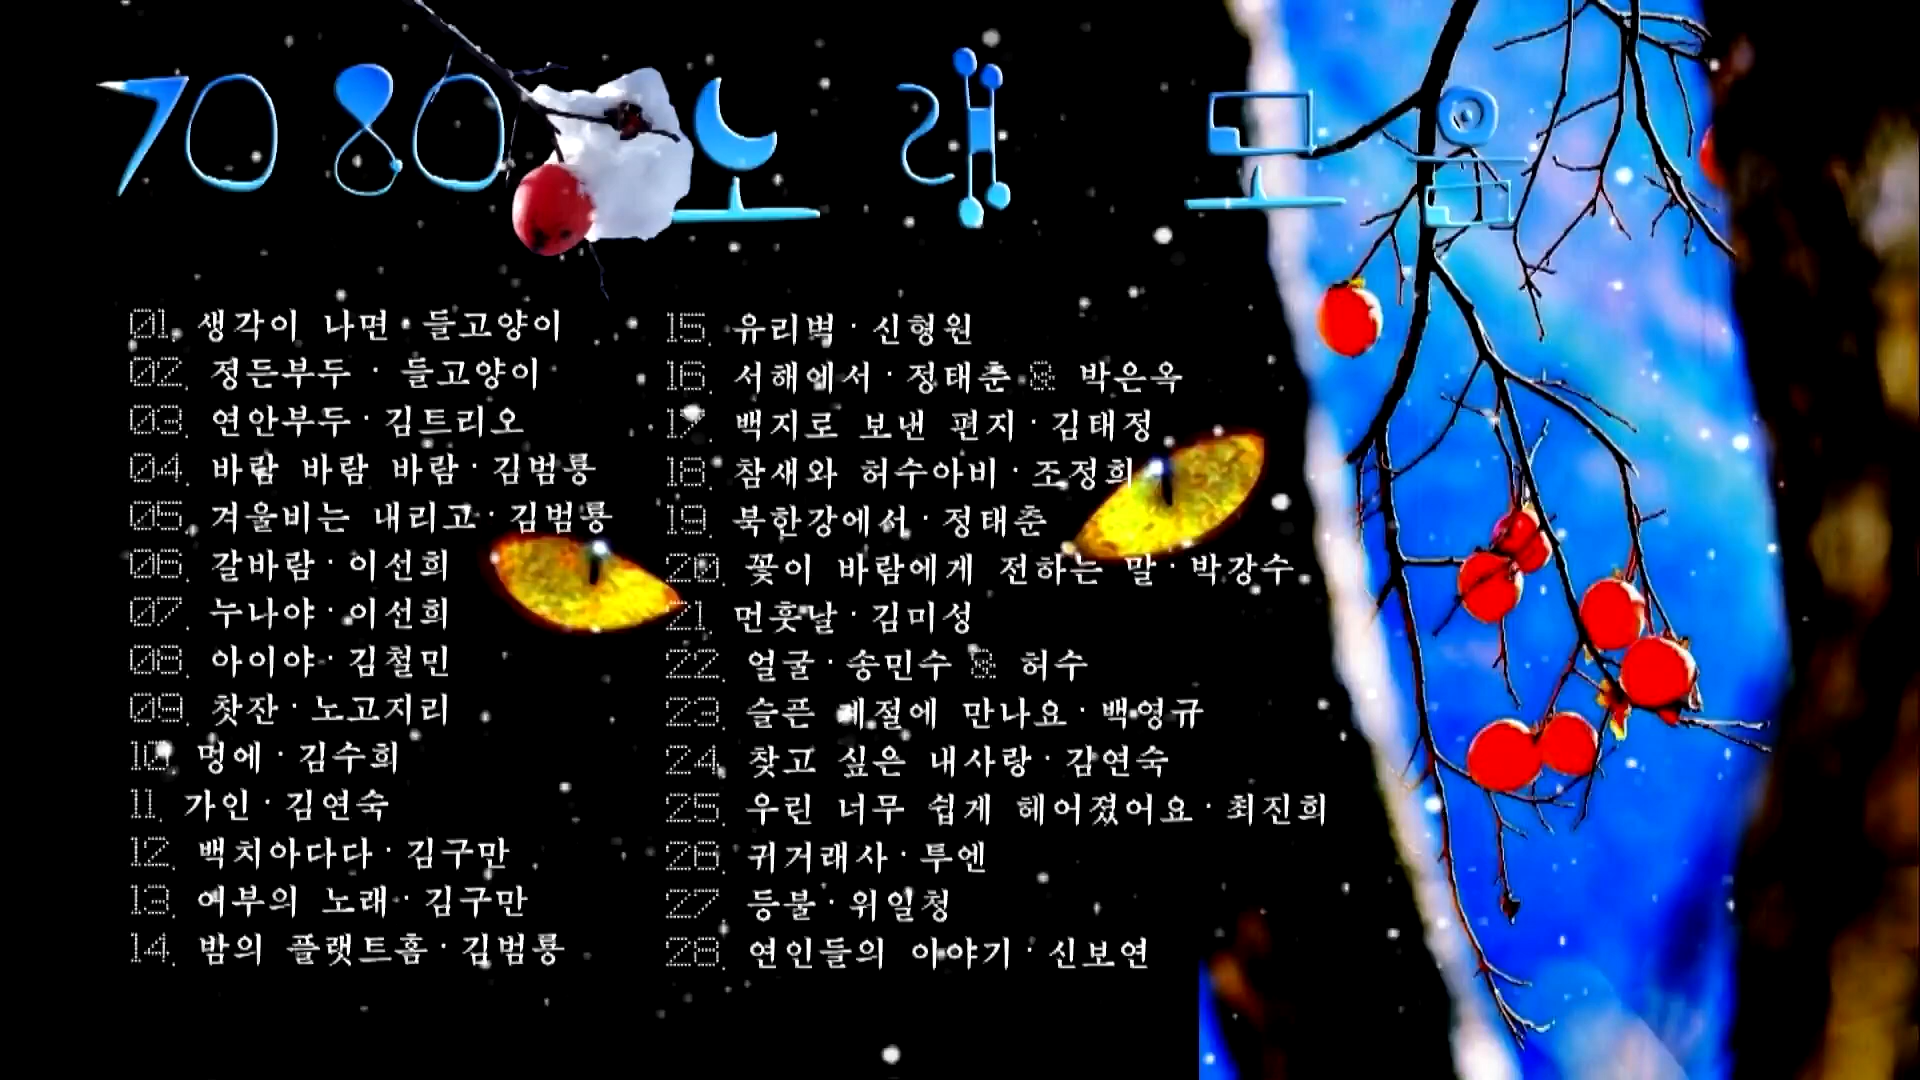 70 80 노래 모음
01. 생각이 나면 · 들고양이
02. 정든부두 · 들고양이
03. 연안부두 · 김트리오
04. 바람 바람 바람 · 김범룡
05. 겨울비는 내리고 · 김범룡
06. 갈바람 · 이선희
07. 누나야 · 이선희
08. 아이야 · 김철민
09. 찻잔 · 노고지리
10. 멍에 · 김수희
11. 가인 · 김연숙
12. 백치아다다 · 김구만
13. 어부의 노래 · 김구만
14. 밤의 플랫트홈 · 김범룡
15. 유리벽 · 신형원
16. 서해에서 · 정태춘 & 박은옥
17. 백지로 보낸 편지 · 김태정
18. 참새와 허수아비 · 조정희
19. 북한강에서 · 정태춘
20. 꽃이 바람에게 전하는 말 · 박강수
21. 먼훗날 · 김미성
22. 얼굴 · 송민수 & 허수
23. 슬픈 계절에 만나요 · 백영규
24. 찾고 싶은 내사랑 · 감연숙
25. 우린 너무 쉽게 헤어졌어요 · 최진희
26. 귀거래사 · 투엔
27. 등불 · 위일청
28. 연인들의 이야기 · 신보연